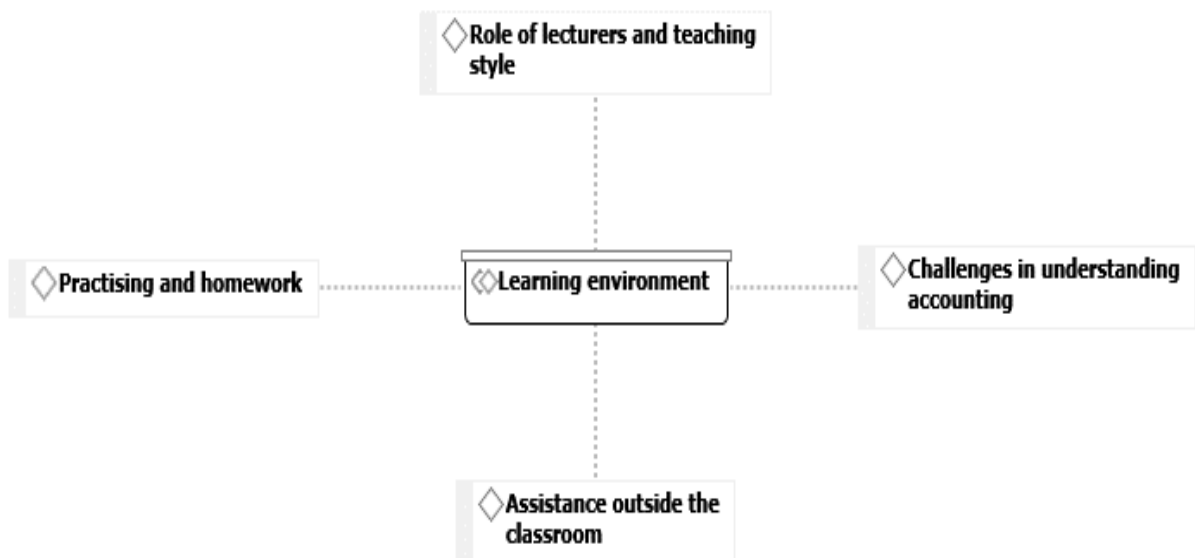 Role of lecturers and teaching
style
Practising and homework
Learning environment
Challenges in understanding
accounting
Assistance outside the
classroom